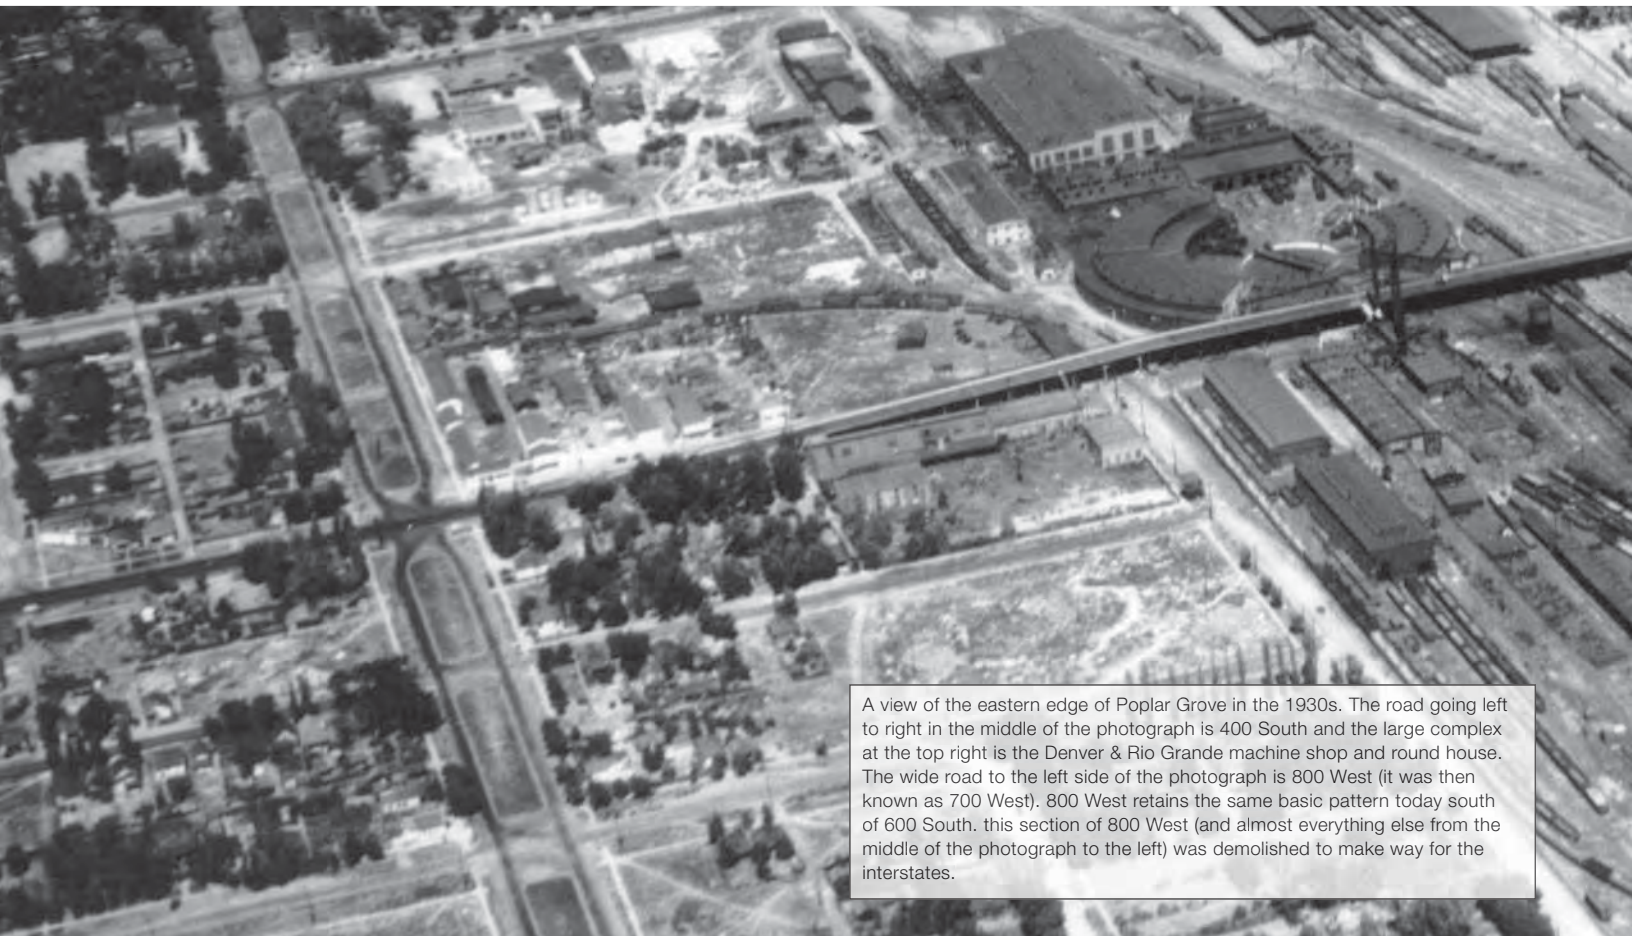 A view of the eastern edge of Poplar Grove in the 1930s. The road going left
to right in the middle of the photograph is 400 South and the large complex
at the top right is the Denver & Rio Grande machine shop and round house.
The wide road to the left side of the photograph is 800 West (it was then
known as 700 West). 800 West retains the same basic pattern today south
of 600 South. this section of 800 West (and almost everything else from the
middle of the photograph to the left) was demolished to make way for the
interstates.